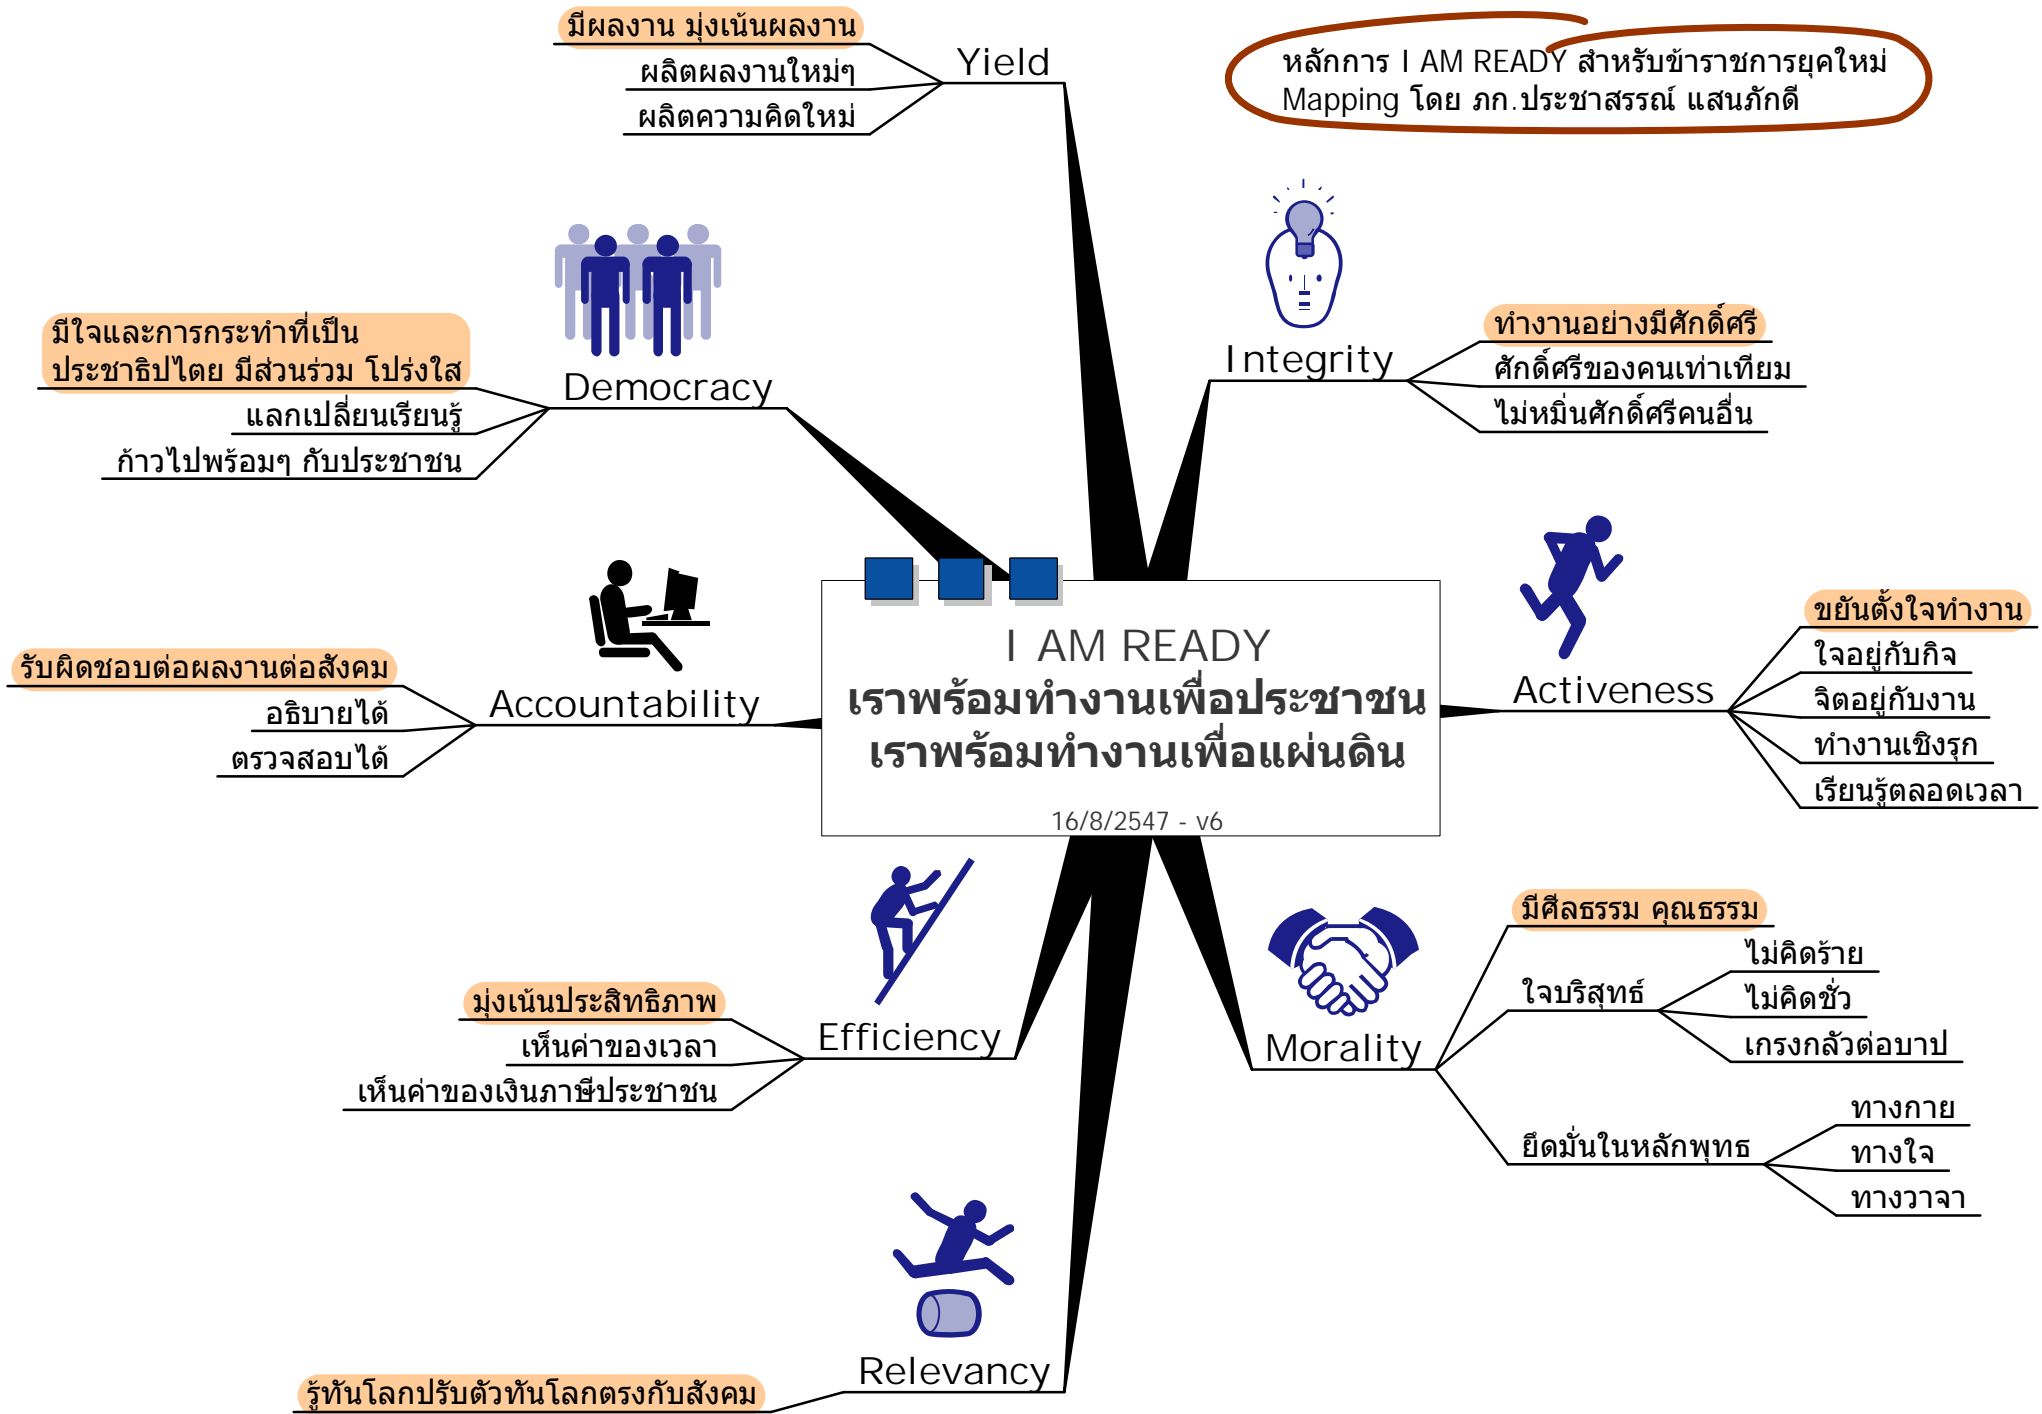 หลักการ I AM READY สำหรับข้าราชการยุคใหม่
Mapping โดย ภก.ประชาสรรณ์ แสนภักดี
I AM READY
เราพร้อมทำงานเพื่อประชาชน
เราพร้อมทำงานเพื่อแผ่นดิน
16/8/2547 - v6
Integrity
ทำงานอย่างมีศักดิ์ศรี
ศักดิ์ศรีของคนเท่าเทียม
ไม่หมิ่นศักดิ์ศรีคนอื่น
Activeness
ขยันตั้งใจทำงาน
ใจอยู่กับกิจ
จิตอยู่กับงาน
ทำงานเชิงรุก
เรียนรู้ตลอดเวลา
Morality
มีศีลธรรม คุณธรรม
ใจบริสุทธ์
ไม่คิดร้าย
ไม่คิดชั่ว
เกรงกลัวต่อบาป
ยึดมั่นในหลักพุทธ
ทางกาย
ทางใจ
ทางวาจา
Relevancy
รู้ทันโลกปรับตัวทันโลกตรงกับสังคม
Efficiency
มุ่งเน้นประสิทธิภาพ
เห็นค่าของเวลา
เห็นค่าของเงินภาษีประชาชน
Accountability
รับผิดชอบต่อผลงานต่อสังคม
อธิบายได้
ตรวจสอบได้
Democracy
มีใจและการกระทำที่เป็น
ประชาธิปไตย มีส่วนร่วม โปร่งใส
แลกเปลี่ยนเรียนรู้
ก้าวไปพร้อมๆ กับประชาชน
Yield
มีผลงาน มุ่งเน้นผลงาน
ผลิตผลงานใหม่ๆ
ผลิตความคิดใหม่